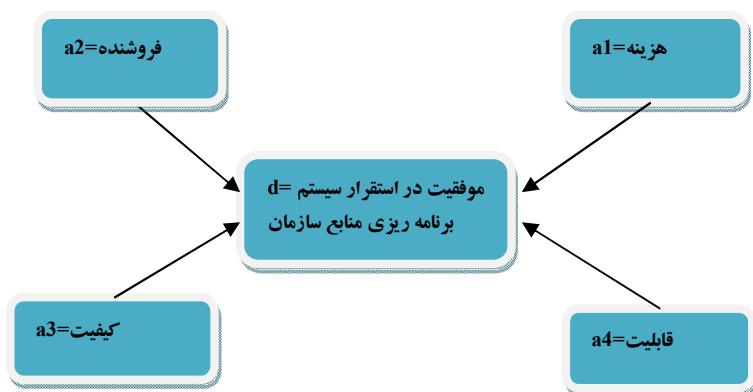 هزینه=a1
فروشنده=a2
موفقیت در استقرار سیستم =d
برنامه ریزی منابع سازمان
کیفیت=a3
قابلیت=a4